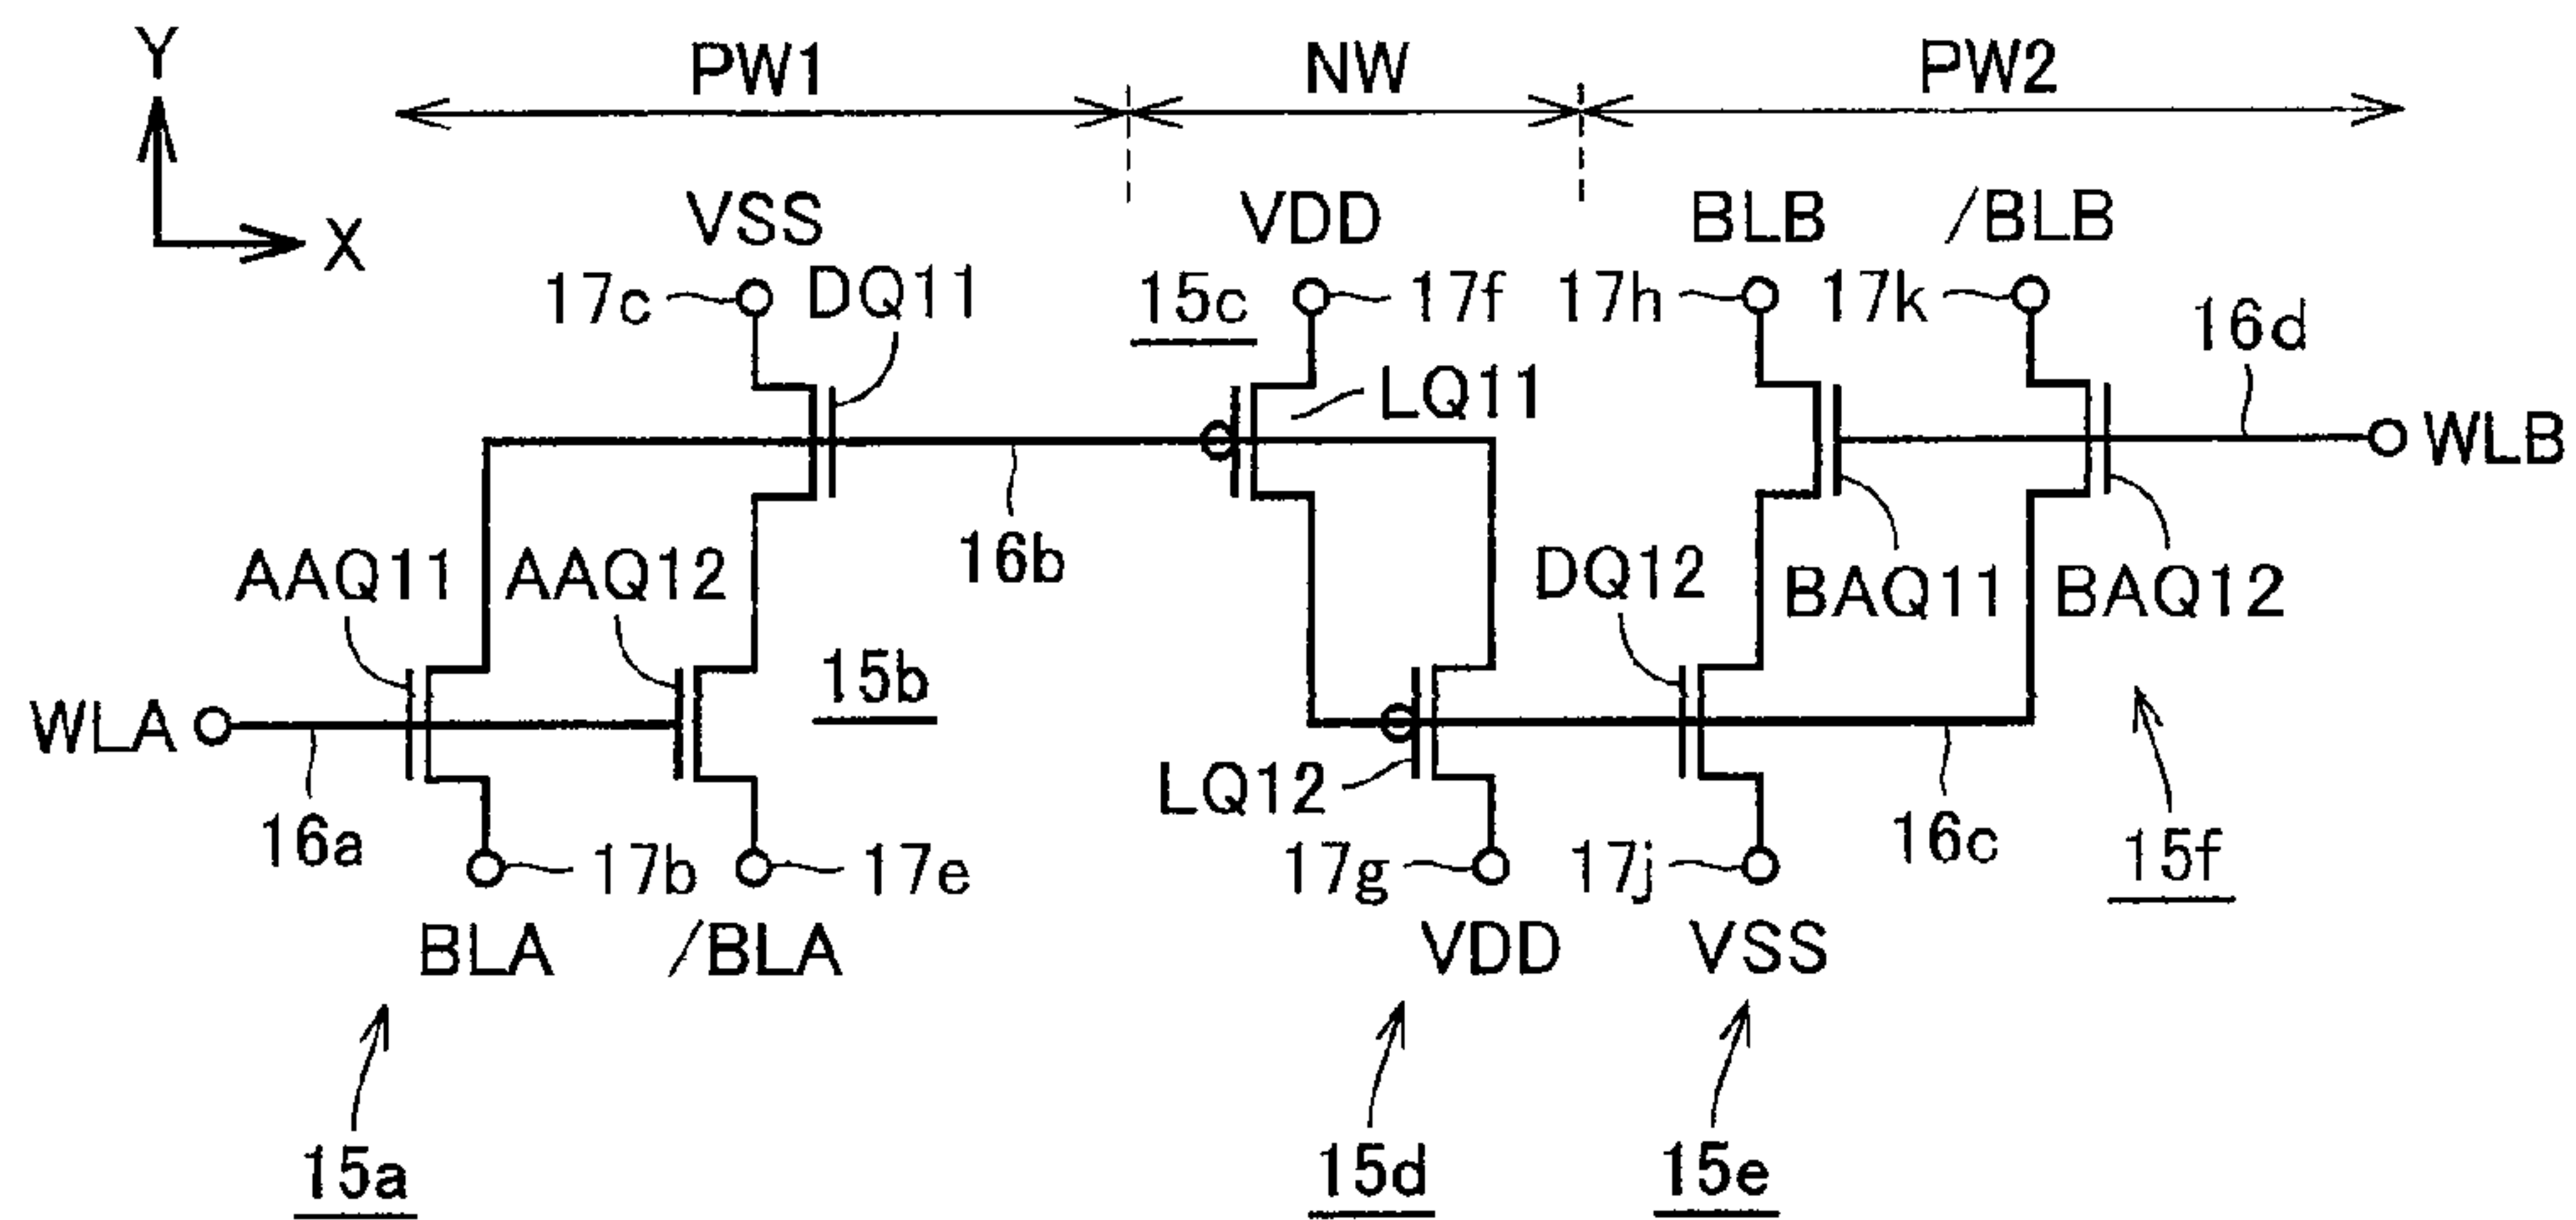 Y
PW1 NW PW2
X
VSS VDD BLB /BLB
17c DQ11 15c 17f 17h 17k 16d
LQ11
WLB
16b
AAQ11 AAQ12 DQ12 BAQ11 BAQ12
15b
WLA
LQ12
16a 17b 17e 17g 17j 16c 15f
BLA /BLA VDD VSS
15a 15d 15e